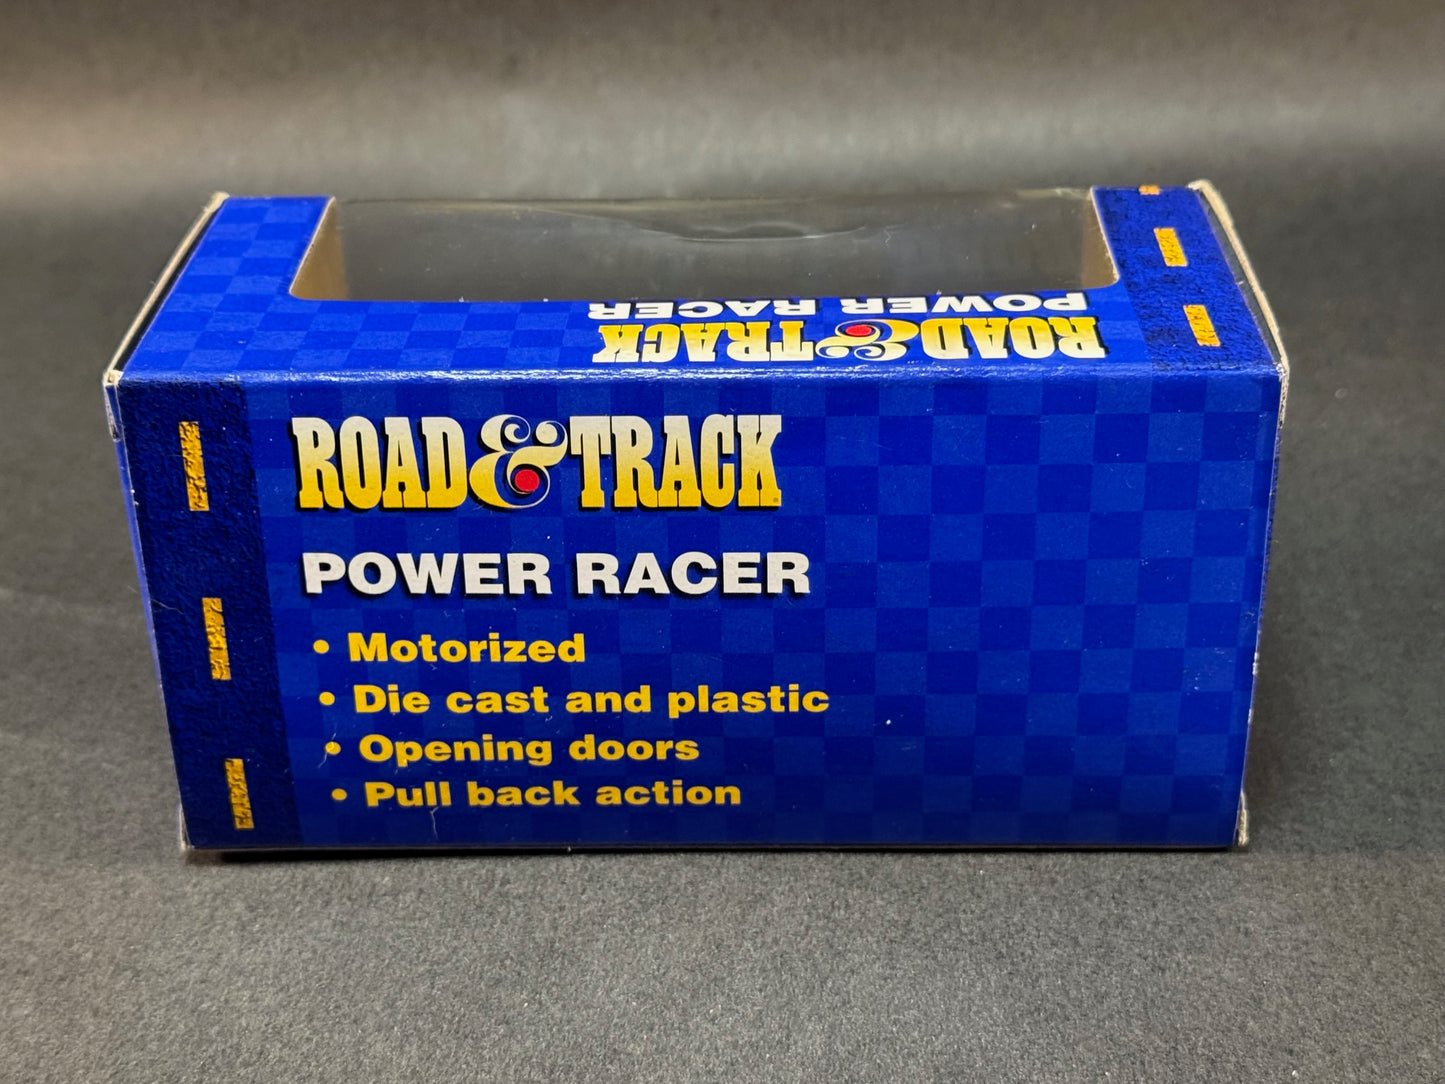 ROAD & TRACK
POWER RACER
ROAD&TRACK
POWER RACER
• Motorized
• Die cast and plastic
• Opening doors
• Pull back action